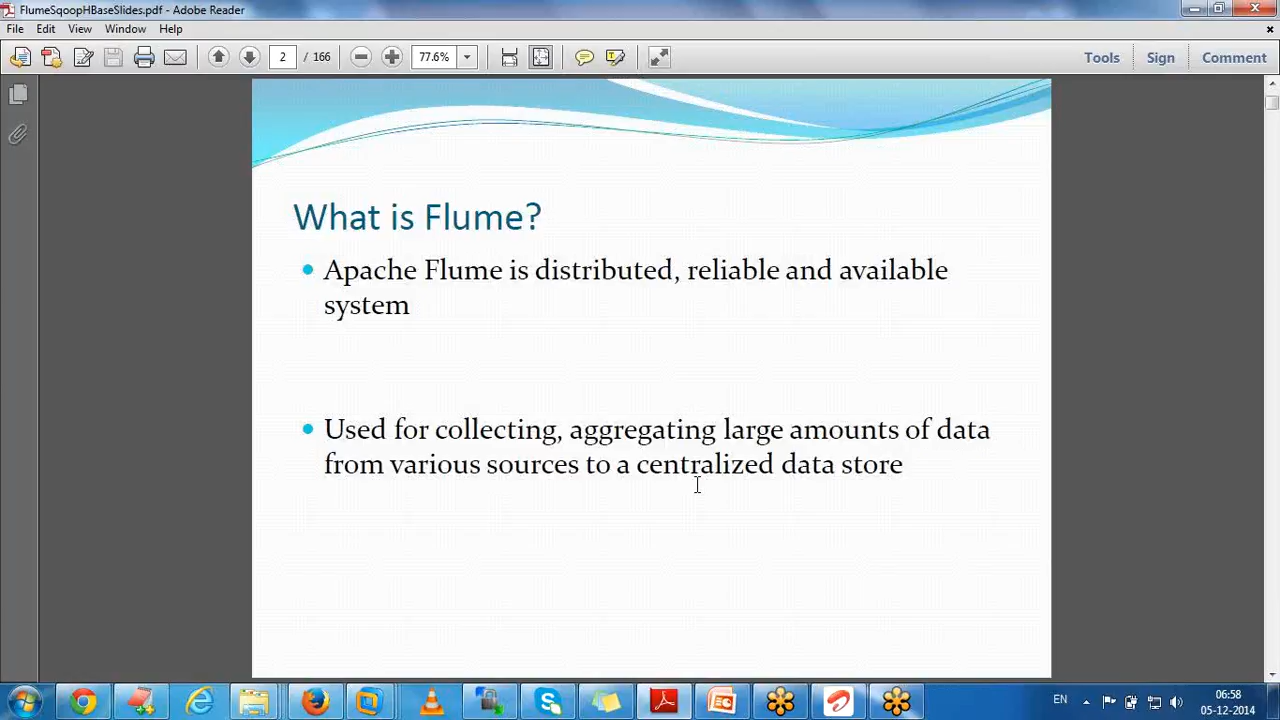 FlumeSqoopHBaseSlides.pdf - Adobe Reader
File Edit View Window Help
2 / 166 77.6% Tools Sign Comment
What is Flume?
Apache Flume is distributed, reliable and available
system
Used for collecting, aggregating large amounts of data
from various sources to a centralized data store
EN 06:58
05-12-2014